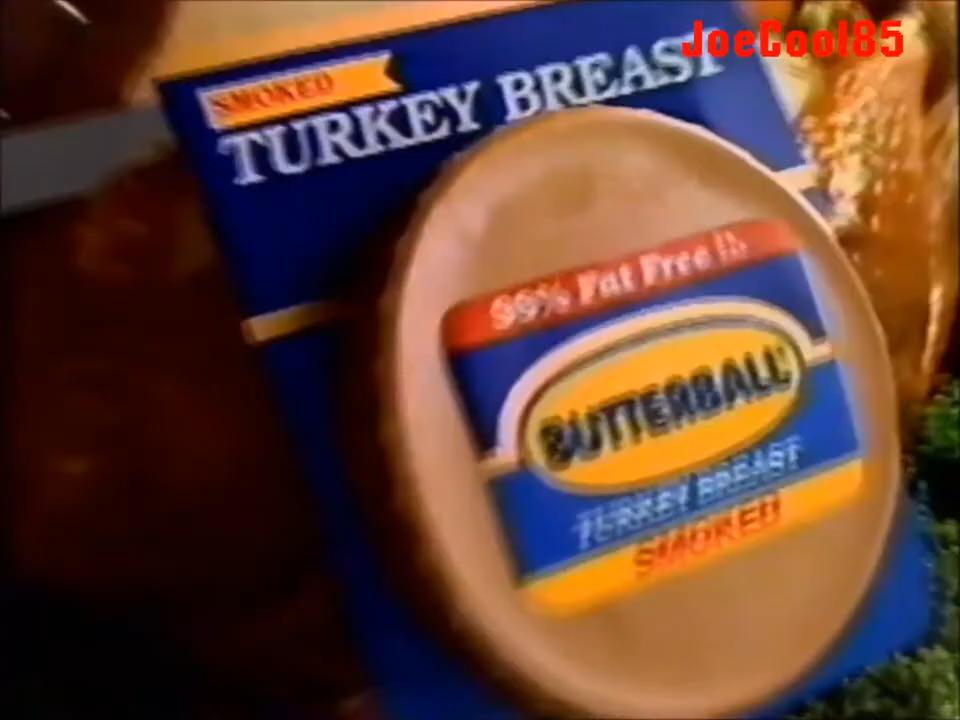 JoeCool85
SMOKED
TURKEY BREAST
99% Fat Free
BUTTERBALL
TURKEY BREAST
SMOKED